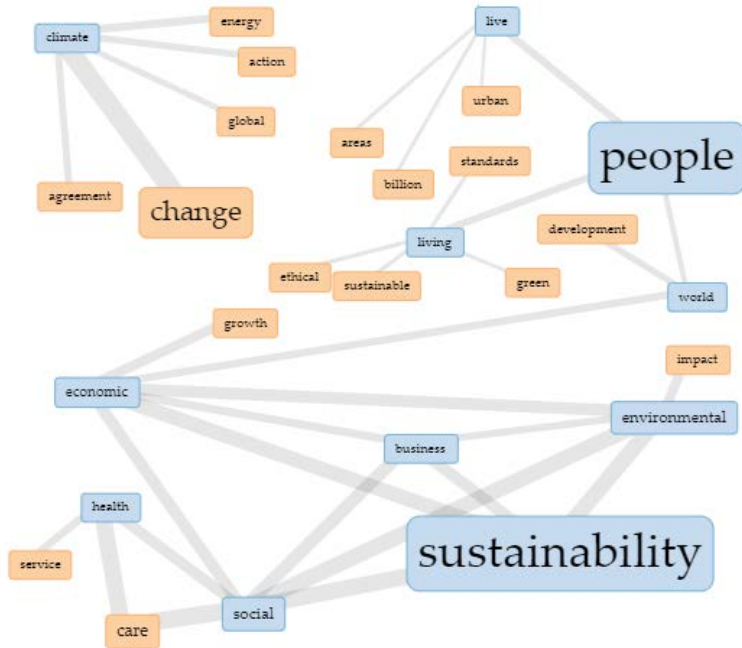 energy
live
climate
action
urban
global
areas
standards
people
billion
agreement
change
development
living
ethical
sustainable
green
world
growth
impact
economic
environmental
business
health
sustainability
service
social
care